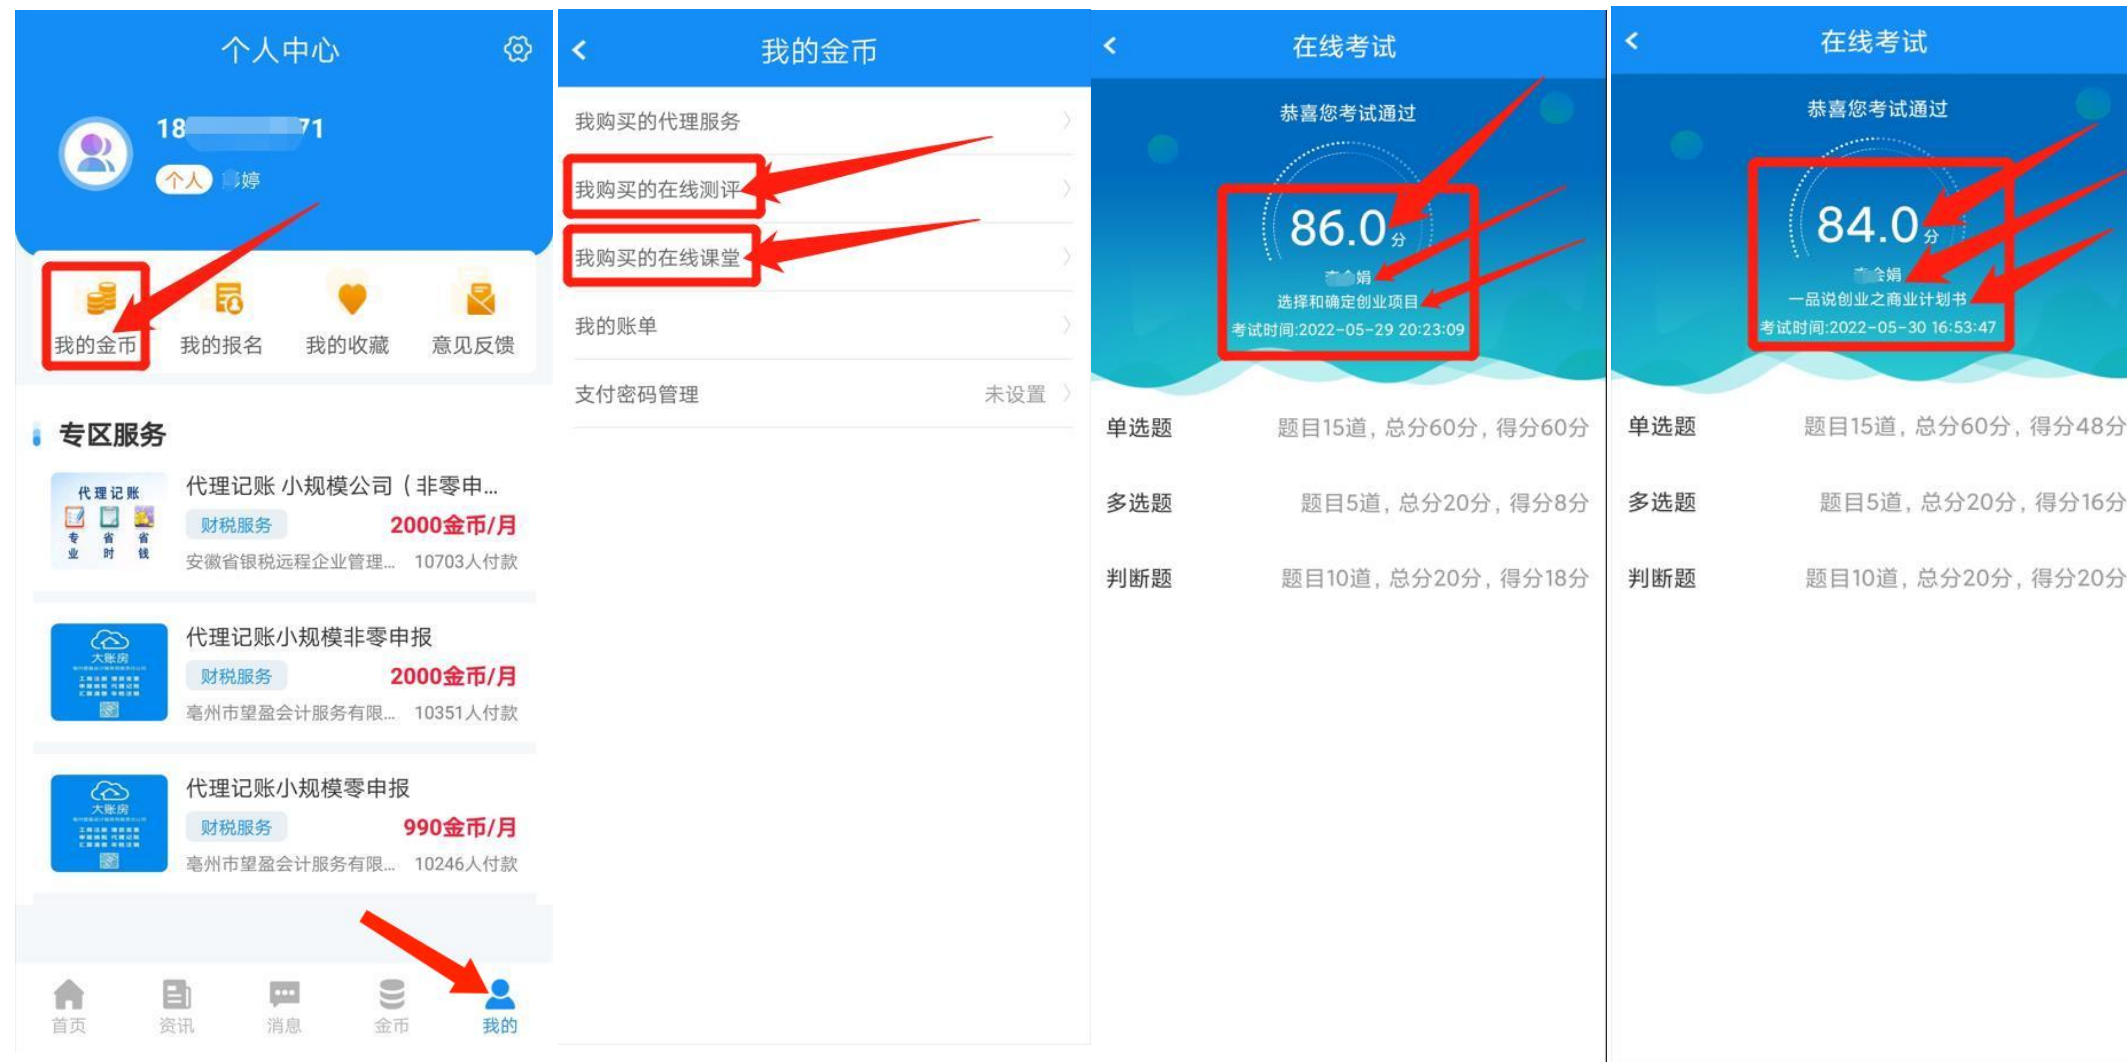 个人中心
18 71
个人 婷
我的金币 我的报名 我的收藏 意见反馈
专区服务
代理记账
专 省 省
业 时 钱
代理记账 小规模公司（非零申...
财税服务 2000金币/月
安徽省银税远程企业管理... 10703人付款
大账房
代理记账小规模非零申报
财税服务 2000金币/月
亳州市望盈会计服务有限... 10351人付款
大账房
代理记账小规模零申报
财税服务 990金币/月
亳州市望盈会计服务有限... 10246人付款
首页 资讯 消息 金币 我的
我的金币
我购买的代理服务
我购买的在线测评
我购买的在线课堂
我的账单
支付密码管理 未设置
在线考试
恭喜您考试通过
86.0分
娟
选择和确定创业项目
考试时间:2022-05-29 20:23:09
单选题 题目15道, 总分60分, 得分60分
多选题 题目5道, 总分20分, 得分8分
判断题 题目10道, 总分20分, 得分18分
在线考试
恭喜您考试通过
84.0分
会娟
一品说创业之商业计划书
考试时间:2022-05-30 16:53:47
单选题 题目15道, 总分60分, 得分48分
多选题 题目5道, 总分20分, 得分16分
判断题 题目10道, 总分20分, 得分20分